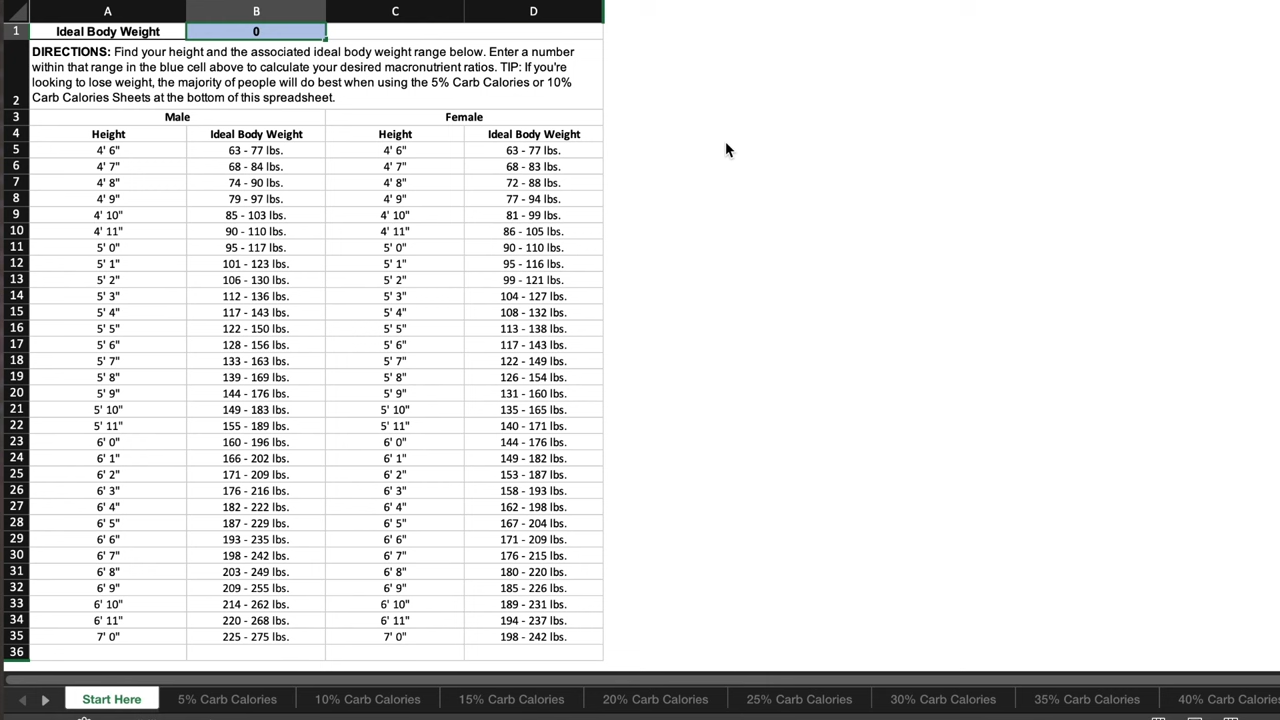 A B C D
1 Ideal Body Weight 0
DIRECTIONS: Find your height and the associated ideal body weight range below. Enter a number
within that range in the blue cell above to calculate your desired macronutrient ratios. TIP: If you're
looking to lose weight, the majority of people will do best when using the 5% Carb Calories or 10%
2 Carb Calories Sheets at the bottom of this spreadsheet.
3 Male Female
4 Height Ideal Body Weight Height Ideal Body Weight
5 4' 6" 63 - 77 lbs. 4' 6" 63 - 77 lbs.
6 4' 7" 68 - 84 lbs. 4' 7" 68 - 83 lbs.
7 4' 8" 74 - 90 lbs. 4' 8" 72 - 88 lbs.
8 4' 9" 79 - 97 lbs. 4' 9" 77 - 94 lbs.
9 4' 10" 85 - 103 lbs. 4' 10" 81 - 99 lbs.
10 4' 11" 90 - 110 lbs. 4' 11" 86 - 105 lbs.
11 5' 0" 95 - 117 lbs. 5' 0" 90 - 110 lbs.
12 5' 1" 101 - 123 lbs. 5' 1" 95 - 116 lbs.
13 5' 2" 106 - 130 lbs. 5' 2" 99 - 121 lbs.
14 5' 3" 112 - 136 lbs. 5' 3" 104 - 127 lbs.
15 5' 4" 117 - 143 lbs. 5' 4" 108 - 132 lbs.
16 5' 5" 122 - 150 lbs. 5' 5" 113 - 138 lbs.
17 5' 6" 128 - 156 lbs. 5' 6" 117 - 143 lbs.
18 5' 7" 133 - 163 lbs. 5' 7" 122 - 149 lbs.
19 5' 8" 139 - 169 lbs. 5' 8" 126 - 154 lbs.
20 5' 9" 144 - 176 lbs. 5' 9" 131 - 160 lbs.
21 5' 10" 149 - 183 lbs. 5' 10" 135 - 165 lbs.
22 5' 11" 155 - 189 lbs. 5' 11" 140 - 171 lbs.
23 6' 0" 160 - 196 lbs. 6' 0" 144 - 176 lbs.
24 6' 1" 166 - 202 lbs. 6' 1" 149 - 182 lbs.
25 6' 2" 171 - 209 lbs. 6' 2" 153 - 187 lbs.
26 6' 3" 176 - 216 lbs. 6' 3" 158 - 193 lbs.
27 6' 4" 182 - 222 lbs. 6' 4" 162 - 198 lbs.
28 6' 5" 187 - 229 lbs. 6' 5" 167 - 204 lbs.
29 6' 6" 193 - 235 lbs. 6' 6" 171 - 209 lbs.
30 6' 7" 198 - 242 lbs. 6' 7" 176 - 215 lbs.
31 6' 8" 203 - 249 lbs. 6' 8" 180 - 220 lbs.
32 6' 9" 209 - 255 lbs. 6' 9" 185 - 226 lbs.
33 6' 10" 214 - 262 lbs. 6' 10" 189 - 231 lbs.
34 6' 11" 220 - 268 lbs. 6' 11" 194 - 237 lbs.
35 7' 0" 225 - 275 lbs. 7' 0" 198 - 242 lbs.
36
Start Here 5% Carb Calories 10% Carb Calories 15% Carb Calories 20% Carb Calories 25% Carb Calories 30% Carb Calories 35% Carb Calories 40% Carb Calories